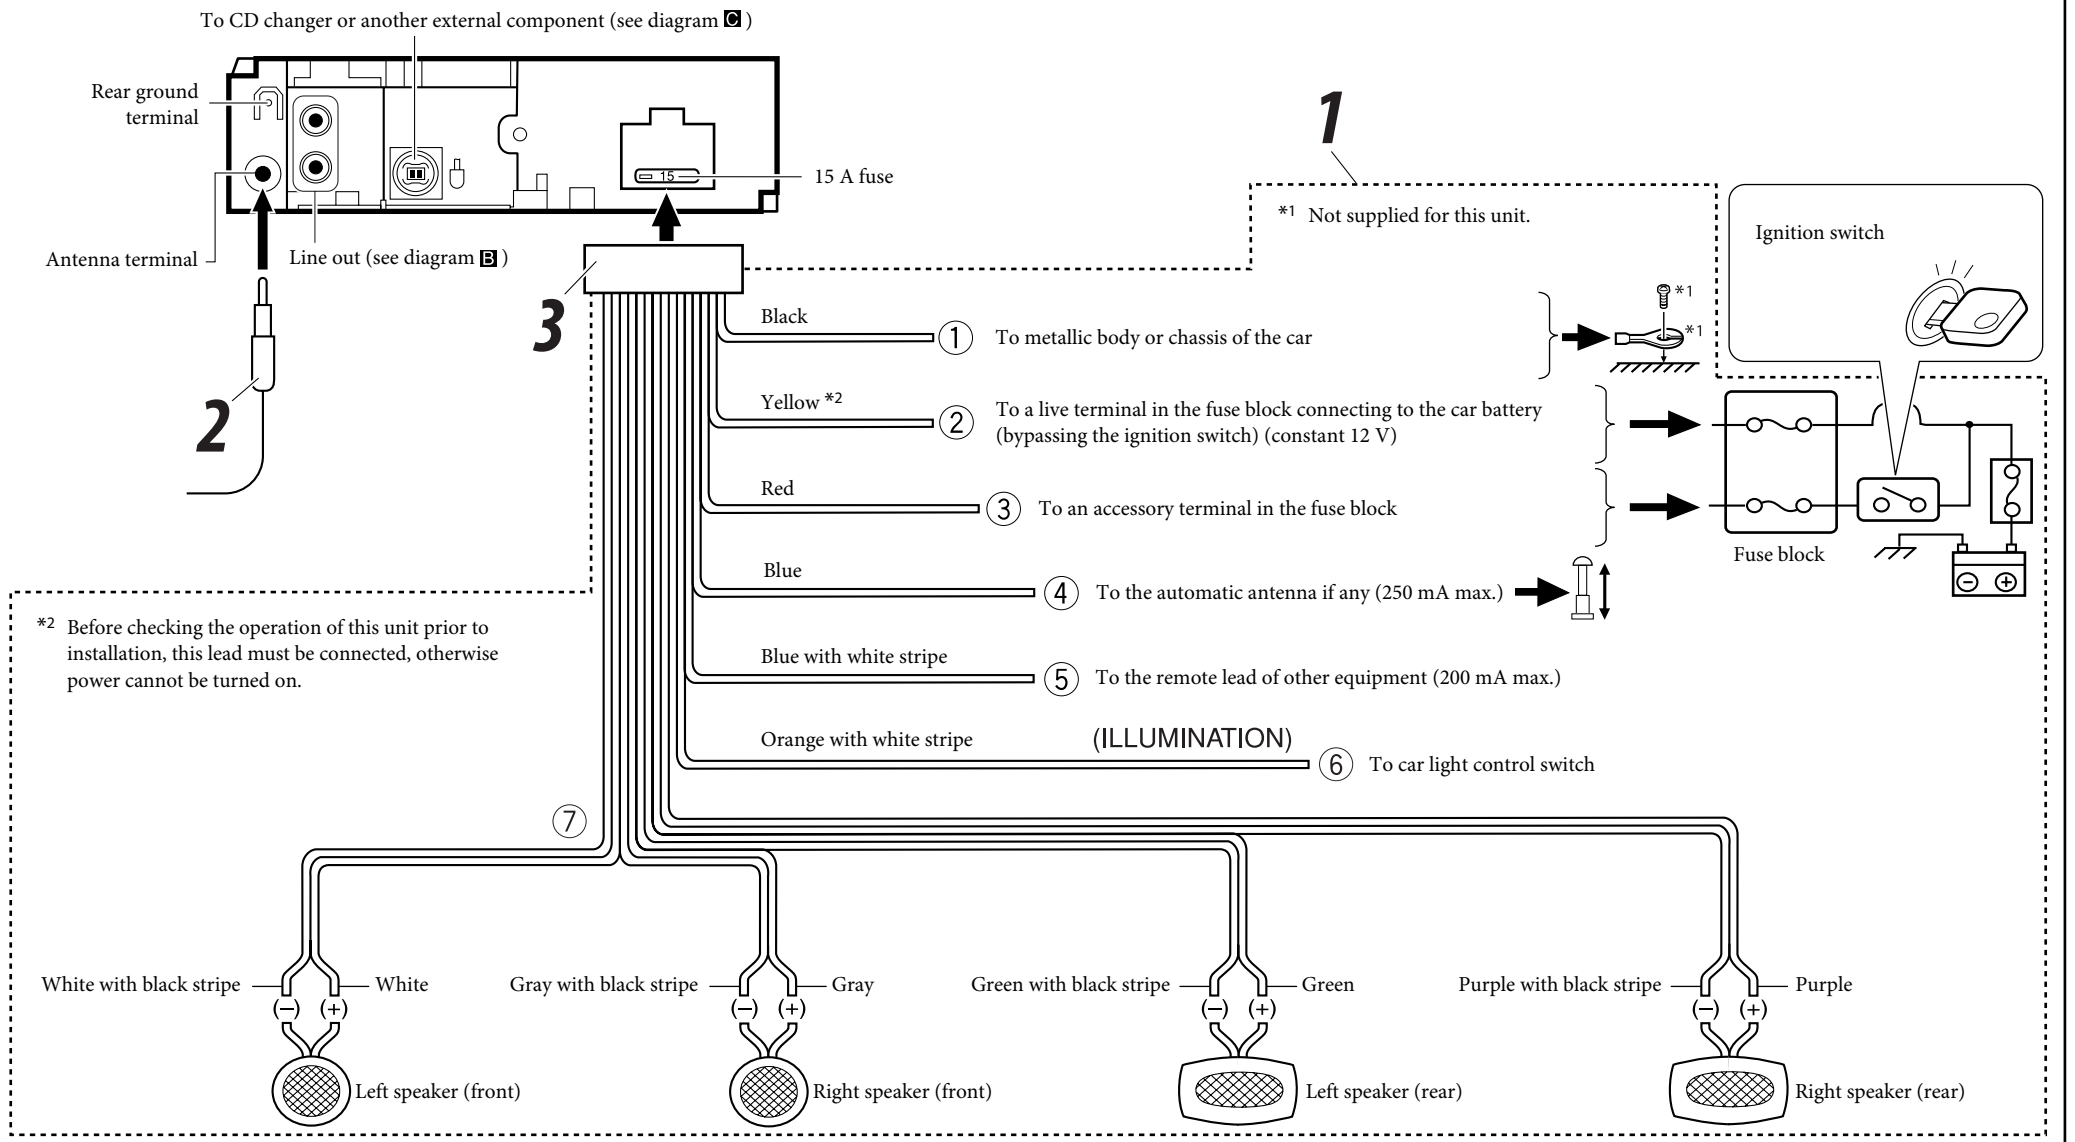 To CD changer or another external component (see diagram C )
Rear ground
terminal
15
15 A fuse
Antenna terminal
Line out (see diagram B )
1
*1 Not supplied for this unit.
Ignition switch
2
3
Black
1 To metallic body or chassis of the car
*1
*1
Yellow *2
2 To a live terminal in the fuse block connecting to the car battery
(bypassing the ignition switch) (constant 12 V)
Red
3 To an accessory terminal in the fuse block
Fuse block
Blue
4 To the automatic antenna if any (250 mA max.)
− +
*2 Before checking the operation of this unit prior to
installation, this lead must be connected, otherwise
power cannot be turned on.
Blue with white stripe
5 To the remote lead of other equipment (200 mA max.)
Orange with white stripe (ILLUMINATION)
6 To car light control switch
7
White with black stripe White Gray with black stripe Gray Green with black stripe Green Purple with black stripe Purple
(−) (+) (−) (+) (−) (+) (−) (+)
Left speaker (front) Right speaker (front) Left speaker (rear) Right speaker (rear)